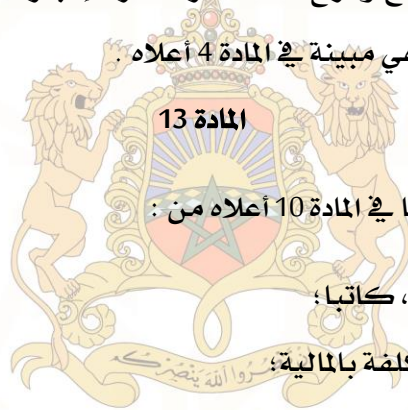 هي مبينة في المادة 4 أعلاه .
المادة 13
ا في المادة 10 أعلاه من :
، كاتبا؛
كلفة بالمالية؛